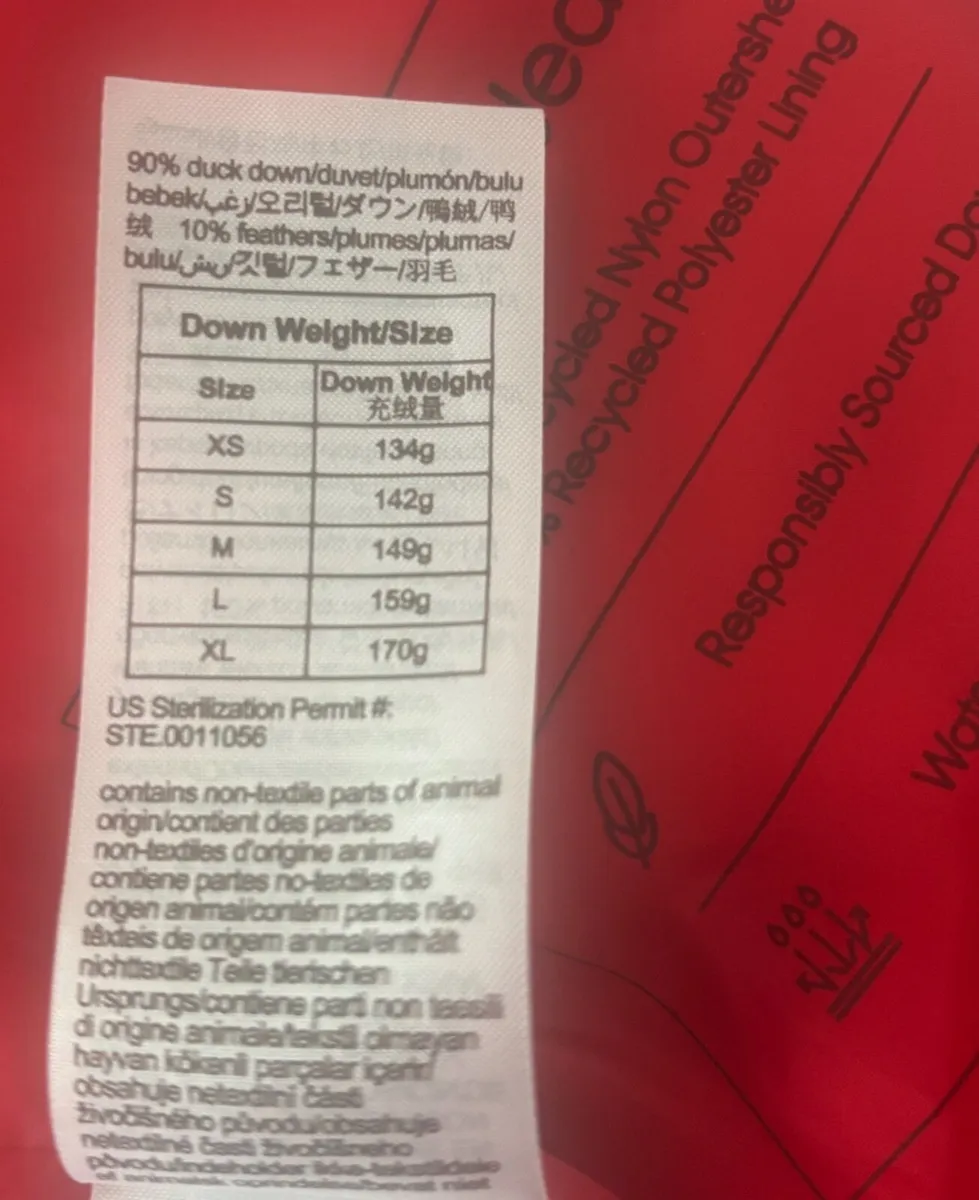 90% duck down/duvet/plumón/bulu
bebek/زغب/오리털/ダウン/鴨絨/鸭
绒 10% feathers/plumes/plumas/
bulu/ريش/깃털/フェザー/羽毛
Down Weight/Size
Size Down Weight
充绒量
XS 134g
S 142g
M 149g
L 159g
XL 170g
US Sterilization Permit #:
STE.0011056
contains non-textile parts of animal
origin/contient des parties
non-textiles d'origine animale/
contiene partes no-textiles de
origen animal/contém partes não
têxteis de origem animal/enthält
nichttextile Teile tierischen
Ursprungs/contiene parti non tessili
di origine animale/tekstil olmayan
hayvan kökenli parçalar içerir/
obsahuje netextilní části
živočišného původu/obsahuje
netextilné časti živočíšneho
Nylon Outershe
Recycled Polyester Lining
Responsibly Sourced